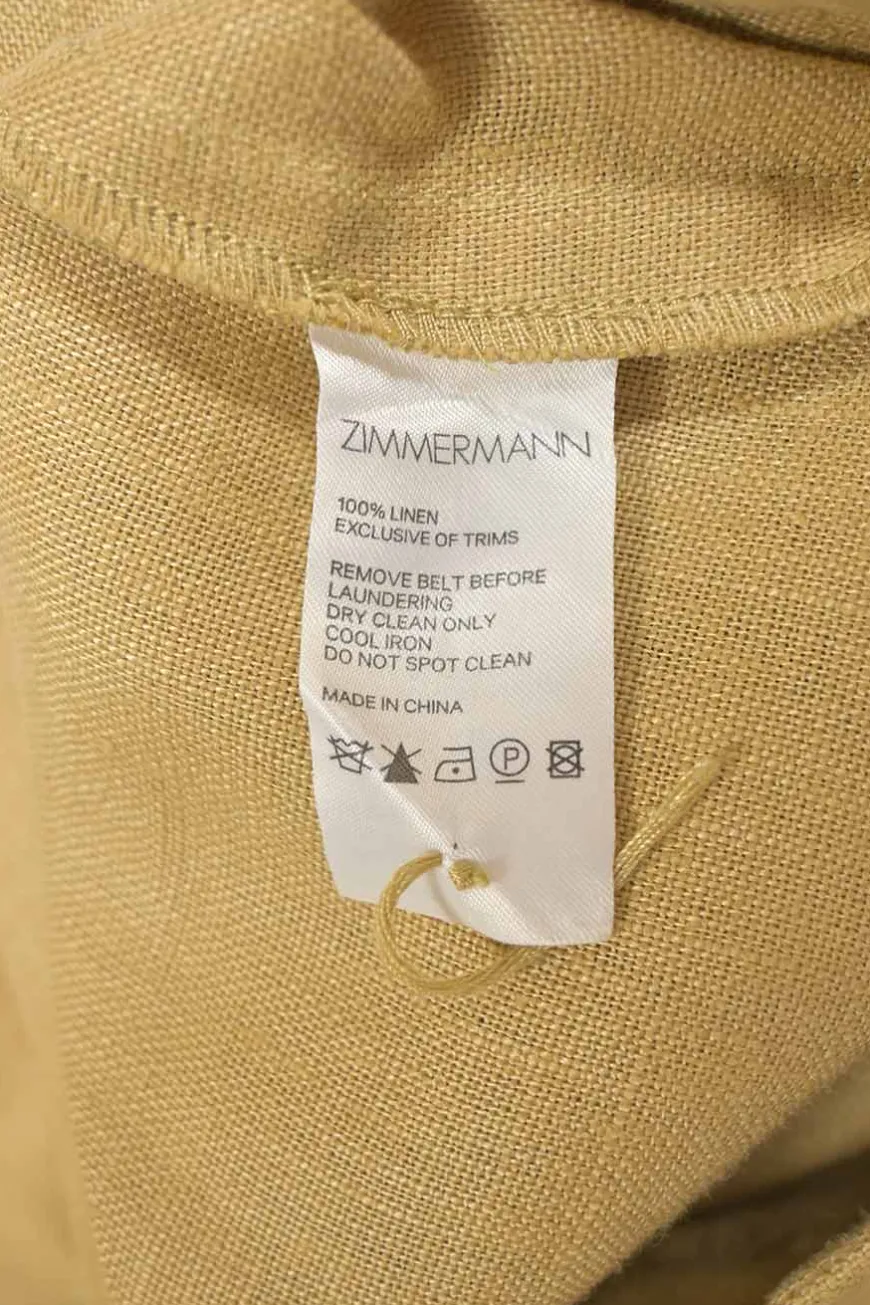 ZIMMERMANN
100% LINEN
EXCLUSIVE OF TRIMS
REMOVE BELT BEFORE
LAUNDERING
DRY CLEAN ONLY
COOL IRON
DO NOT SPOT CLEAN
MADE IN CHINA
P